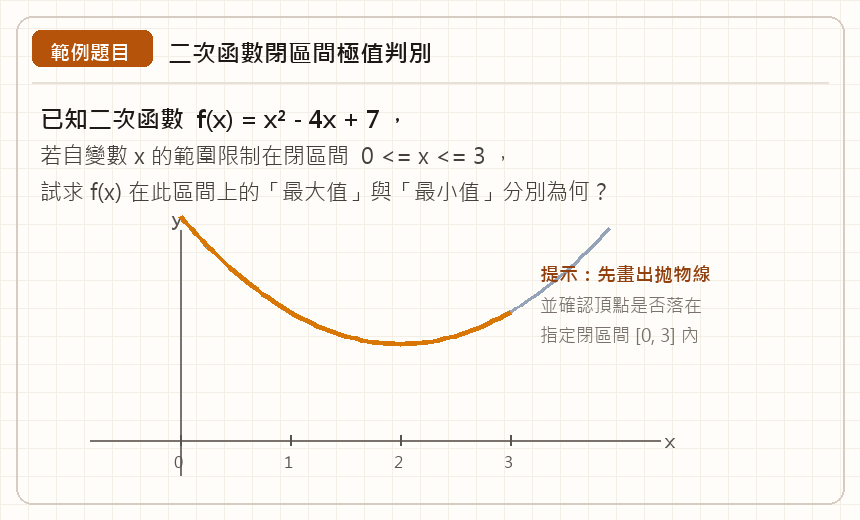 範例題目 二次函數閉區間極值判別
已知二次函數 f(x) = x² - 4x + 7 ，
若自變數 x 的範圍限制在閉區間 0 <= x <= 3 ，
試求 f(x) 在此區間上的「最大值」與「最小值」分別為何？
y
提示：先畫出拋物線
並確認頂點是否落在
指定閉區間 [0, 3] 內
x
0 1 2 3